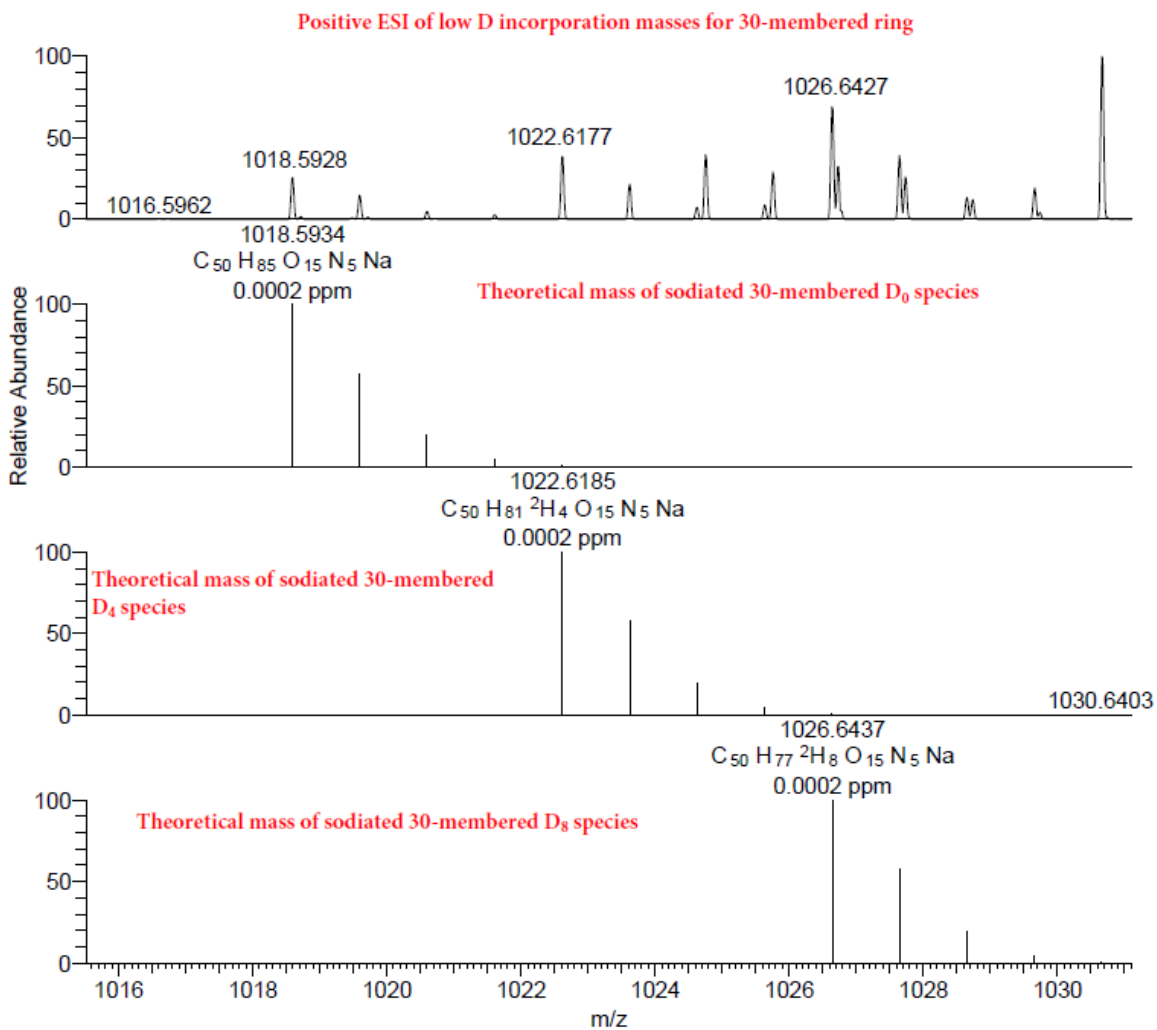 Positive ESI of low D incorporation masses for 30-membered ring
100
50
0
1016.5962
1018.5928
1022.6177
1026.6427
1018.5934
C50 H85 O15 N5 Na
0.0002 ppm
Theoretical mass of sodiated 30-membered D0 species
Relative Abundance
100
50
0
1022.6185
C50 H81 2H4 O15 N5 Na
0.0002 ppm
Theoretical mass of sodiated 30-membered
D4 species
100
50
0
1030.6403
1026.6437
C50 H77 2H8 O15 N5 Na
0.0002 ppm
Theoretical mass of sodiated 30-membered D8 species
100
50
0
1016 1018 1020 1022 1024 1026 1028 1030
m/z